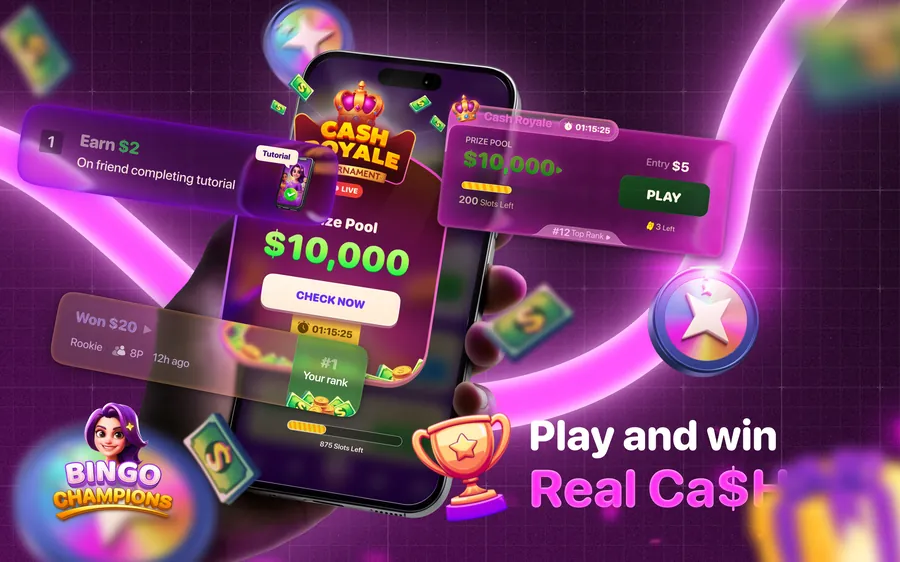 1
Earn $2
On friend completing tutorial
Tutorial
CASH
ROYALE
LIVE
Prize Pool
$10,000
CHECK NOW
01:15:25
#1
Your rank
875 Slots Left
Cash Royale
01:15:25
PRIZE POOL
$10,000
200 Slots Left
Entry $5
PLAY
3 Left
#12 Top Rank
Won $20
Rookie
8P
12h ago
BINGO
CHAMPIONS
Play and win
Real Ca$H